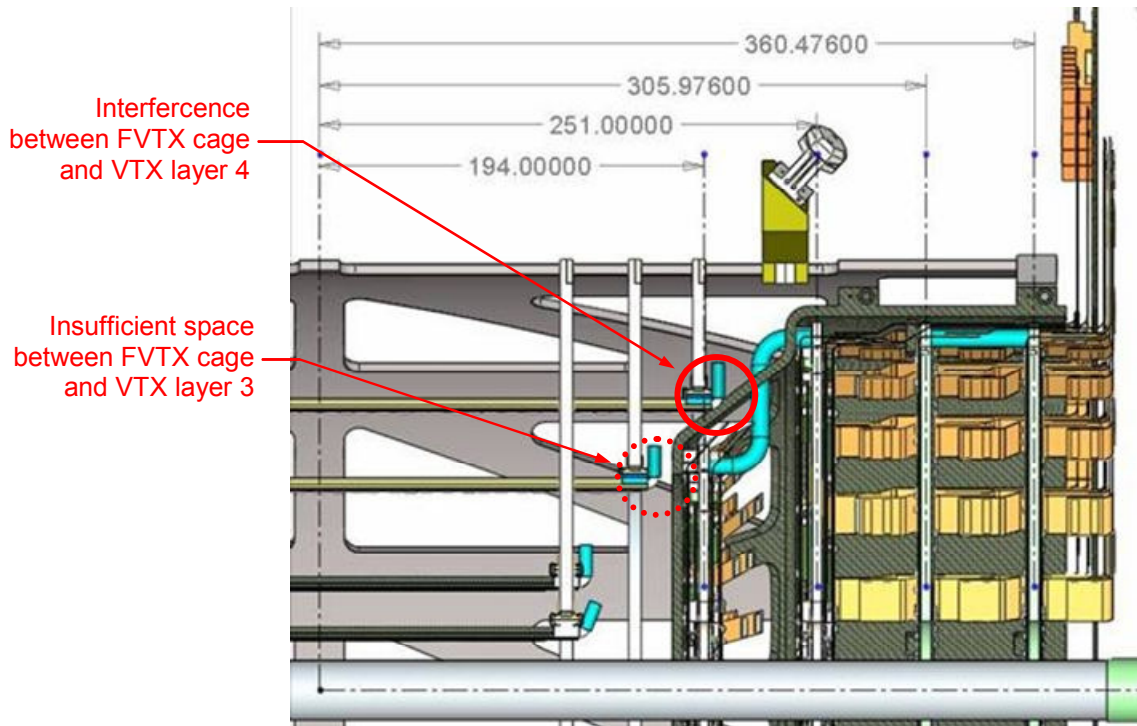 360.47600
305.97600
Interfercence
between FVTX cage
and VTX layer 4
251.00000
194.00000
Insufficient space
between FVTX cage
and VTX layer 3